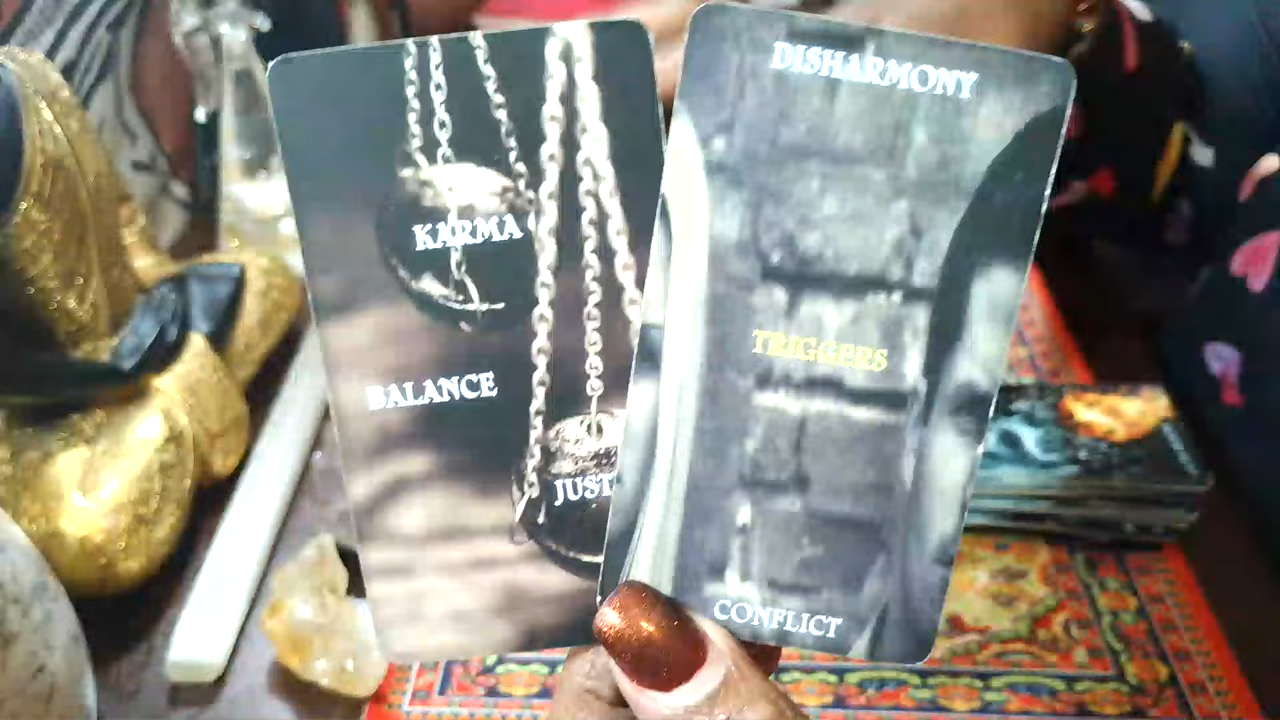 KARMA
BALANCE
JUST
DISHARMONY
TRIGGERS
CONFLICT